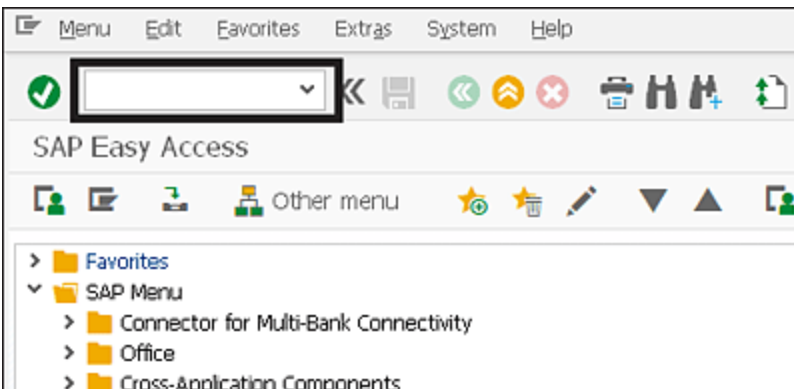 Menu Edit Favorites Extras System Help
SAP Easy Access
Other menu
Favorites
SAP Menu
Connector for Multi-Bank Connectivity
Office
Cross-Application Components